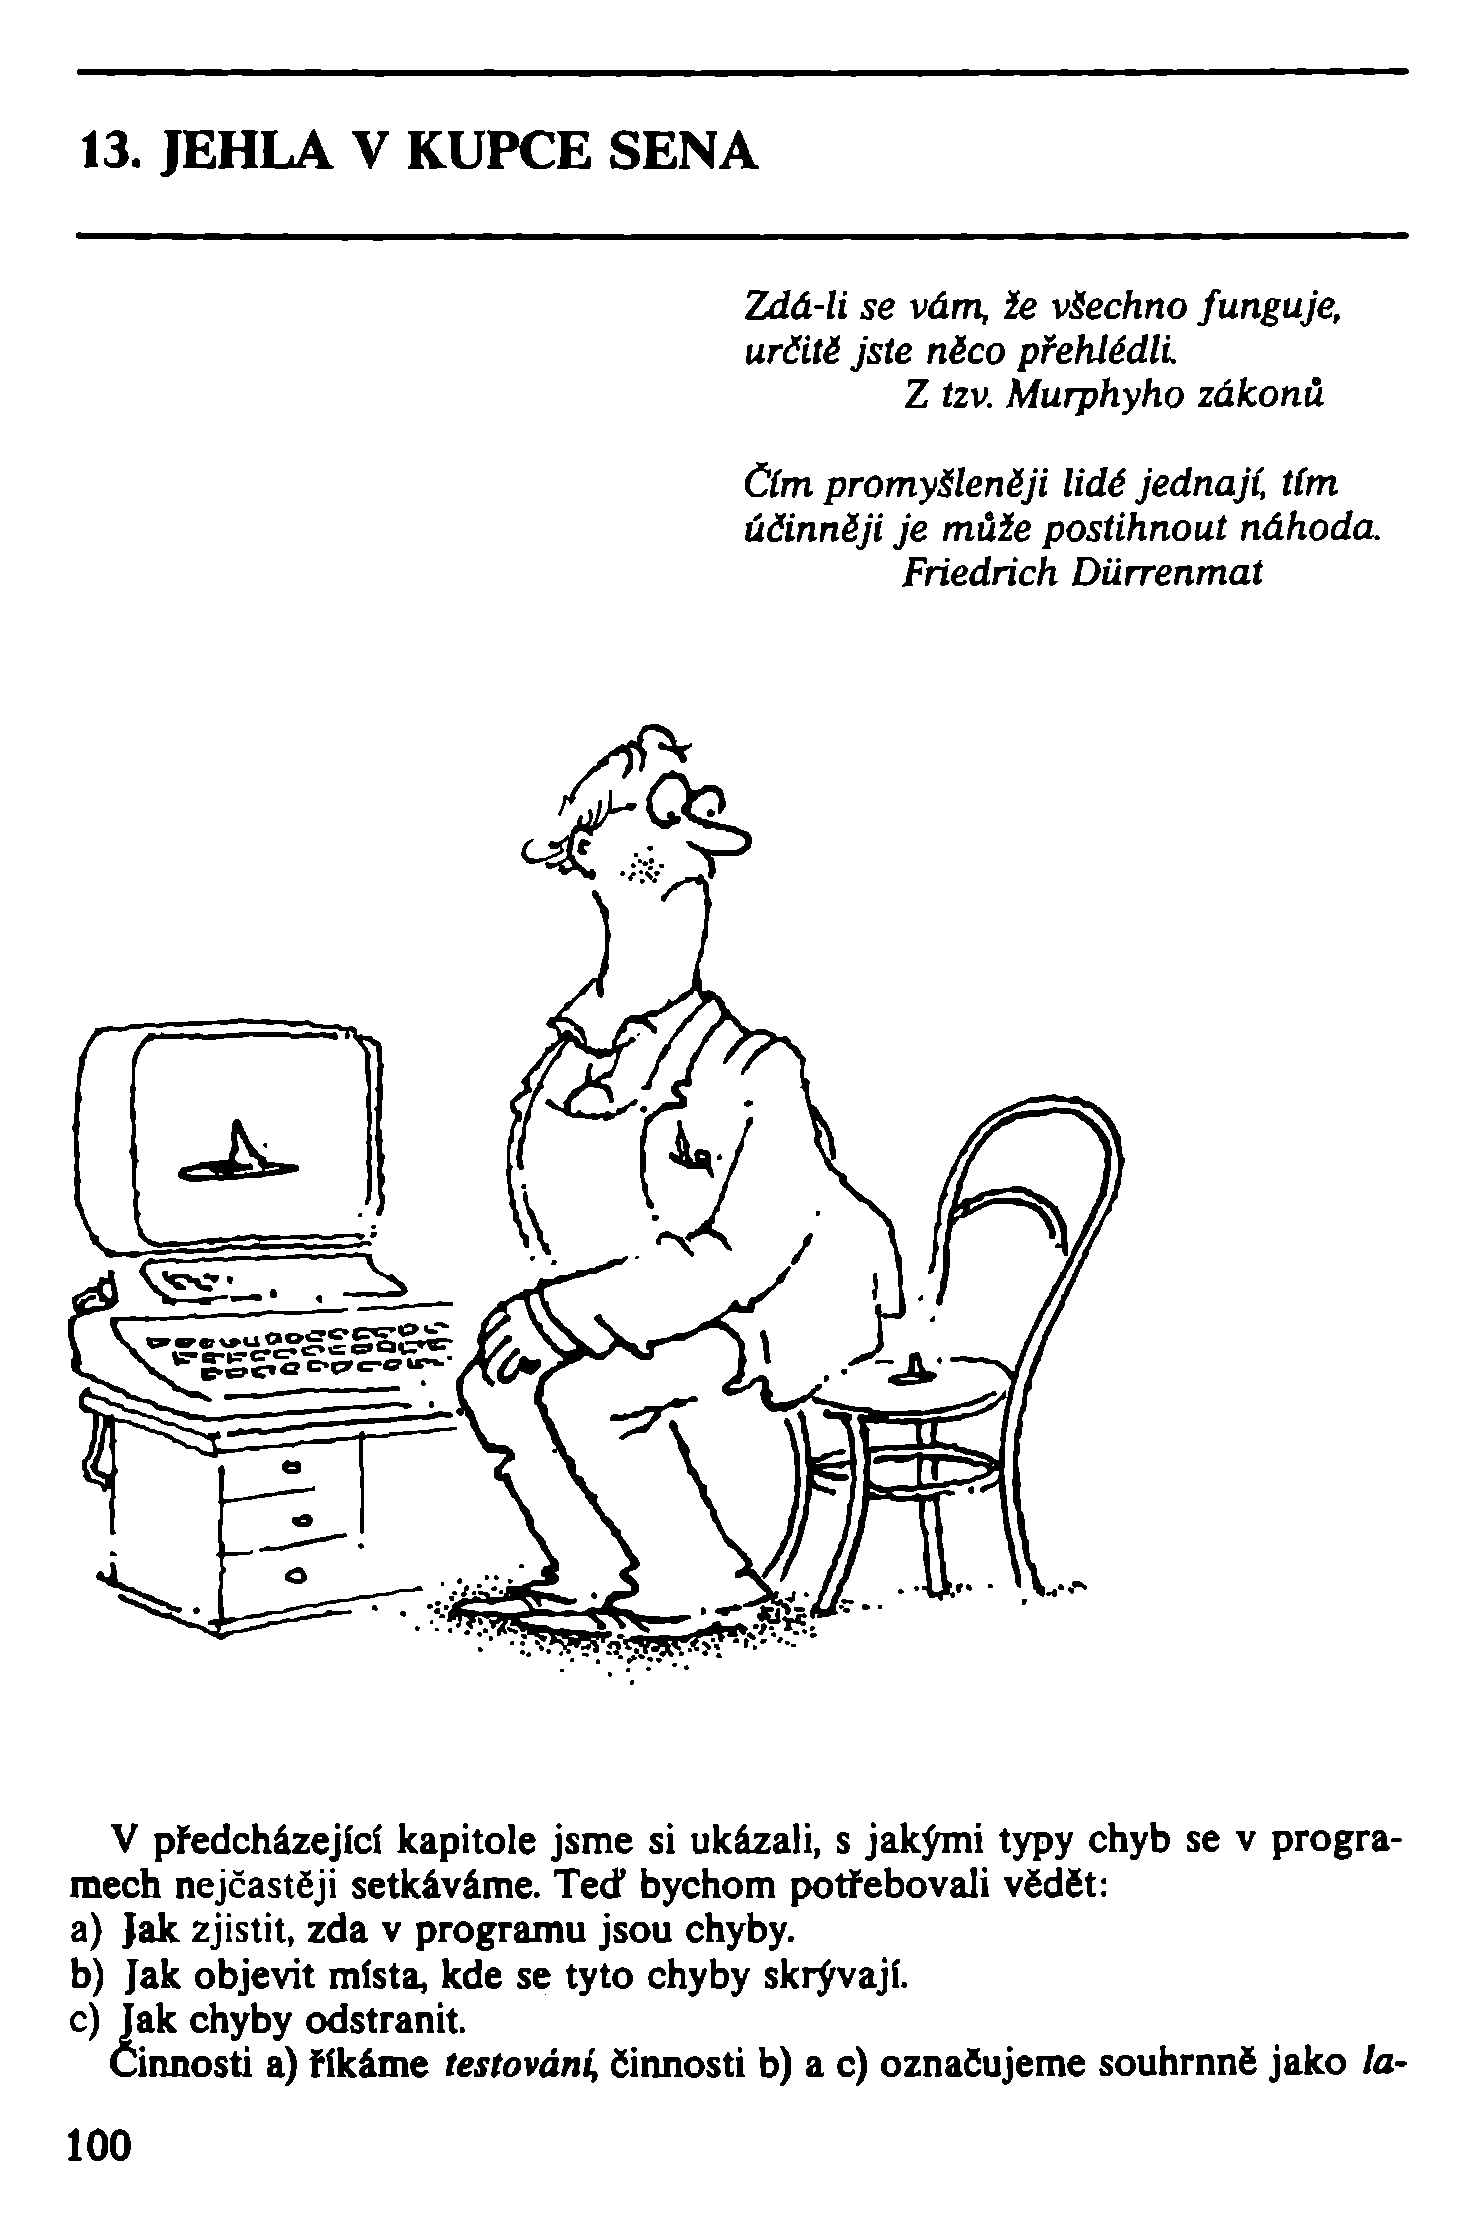 13. JEHLA V KUPCE SENA
Zdá-li se vám, že všechno funguje,
určitě jste něco přehlédli.
Z tzv. Murphyho zákonů
Čím promyšleněji lidé jednají, tím
účinněji je může postihnout náhoda.
Friedrich Dürrenmat
V předcházející kapitole jsme si ukázali, s jakými typy chyb se v progra-
mech nejčastěji setkáváme. Teď bychom potřebovali vědět:
a) Jak zjistit, zda v programu jsou chyby.
b) Jak objevit místa, kde se tyto chyby skrývají.
c) Jak chyby odstranit.
Činnosti a) říkáme testování, činnosti b) a c) označujeme souhrnně jako la-
100